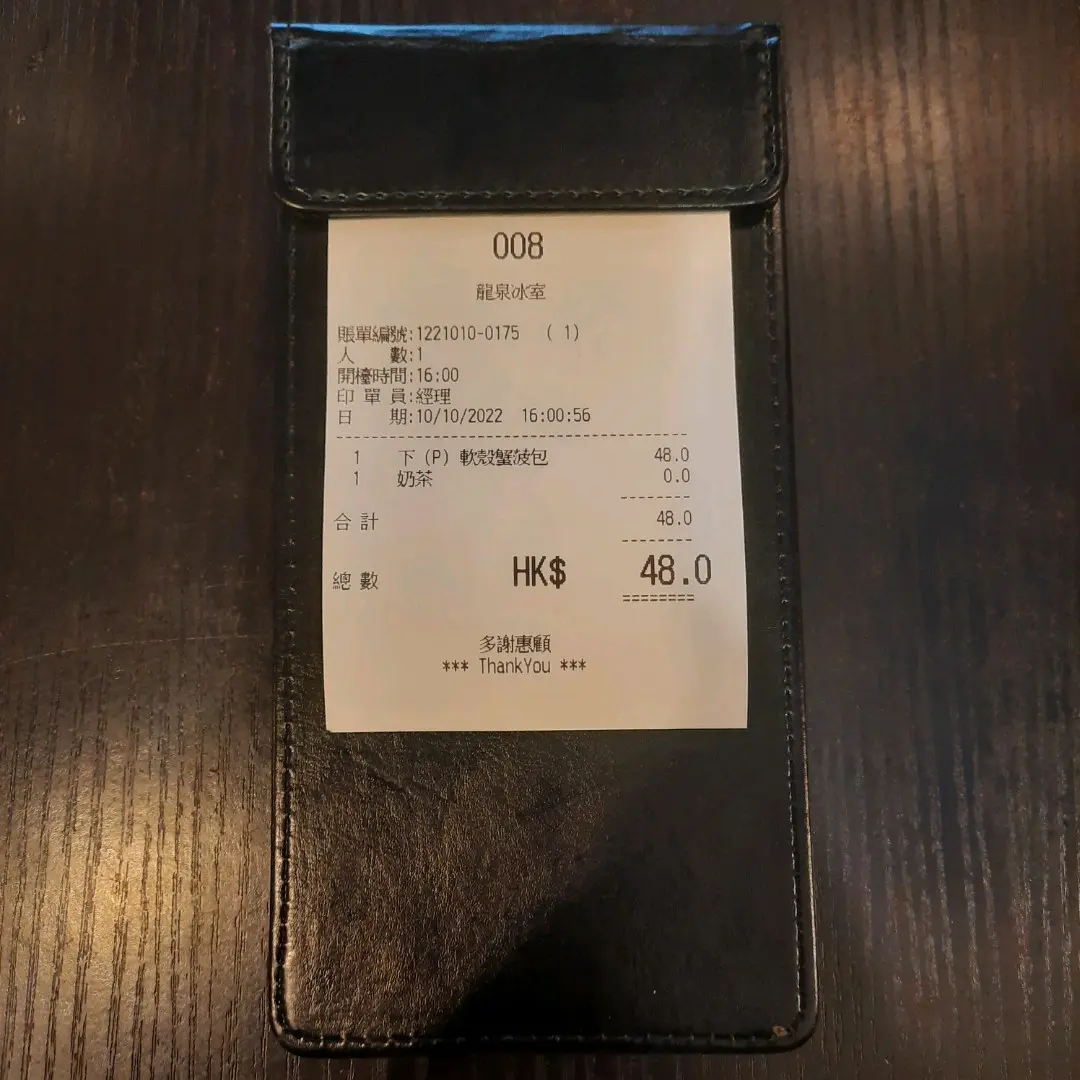 008
龍泉冰室
賬單編號:1221010-0175 ( 1)
人 數:1
開檯時間:16:00
印 單 員:經理
日 期:10/10/2022 16:00:56
1 下 (P) 軟殼蟹菠包 48.0
1 奶茶 0.0
合 計 48.0
總 數 HK$ 48.0
多謝惠顧
*** ThankYou ***